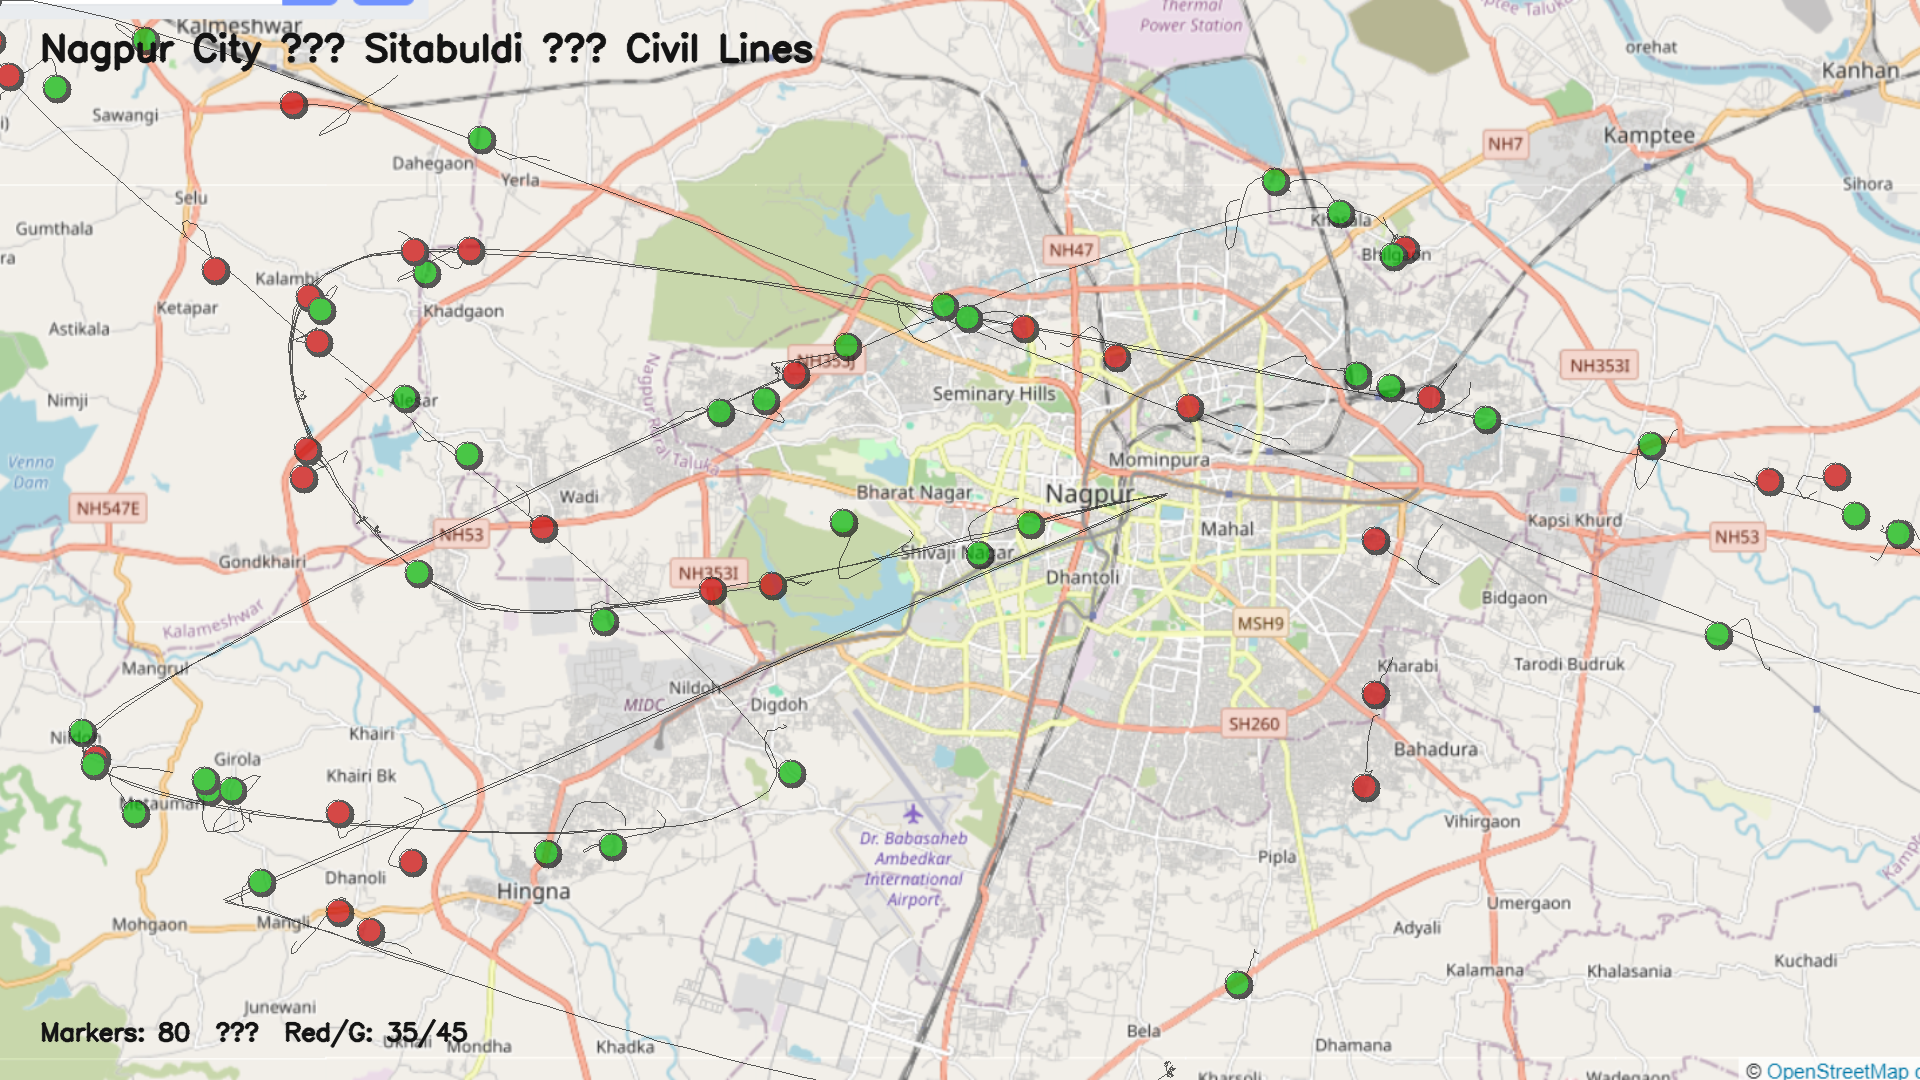 Kalmeshwar
Nagpur City ??? Sitabuldi ??? Civil Lines
Thermal
Power Station
orehat
Kanhan
Sawangi
i)
Dahegaon
Yerla
NH7
Kamptee
Sihora
Selu
Gumthala
ra
Khasala
Bhilgaon
NH47
Kalambi
Ketapar
Khadgaon
Astikala
NH353J
NH353I
Nagpur Rural Taluka
Seminary Hills
Nimji
Alesar
Mominpura
Venna
Dam
NH547E
Wadi
Bharat Nagar
Nagpur
Mahal
Kapsi Khurd
NH53
NH53
Gondkhairi
Shivaji Nagar
NH353I
Dhantoli
Bidgaon
Kalameshwar
MSH9
Mangrul
Kharabi
Tarodi Budruk
Nildoh
MIDC
Digdoh
SH260
Khairi
Bahadura
Girola
Khairi Bk
Metaumari
Dr. Babasaheb
Ambedkar
International
Airport
Vihirgaon
Pipla
Dhanoli
Hingna
Umergaon
Mohgaon
Mangli
Adyali
Kalamana
Khalasania
Kuchadi
Junewani
Markers: 80 ??? Red/G: 35/45
Mondha
Khadka
Bela
Dhamana
Kharsoli
Wadegaon
© OpenStreetMap c